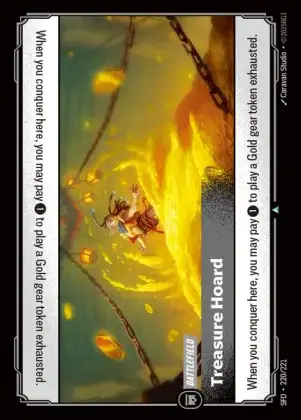 When you conquer here, you may pay 1 to play a Gold gear token exhausted.
BATTLEFIELD
Treasure Hoard
When you conquer here, you may pay 1 to play a Gold gear token exhausted.
SFD • 220/221
Caravan Studio • ©2025RGI